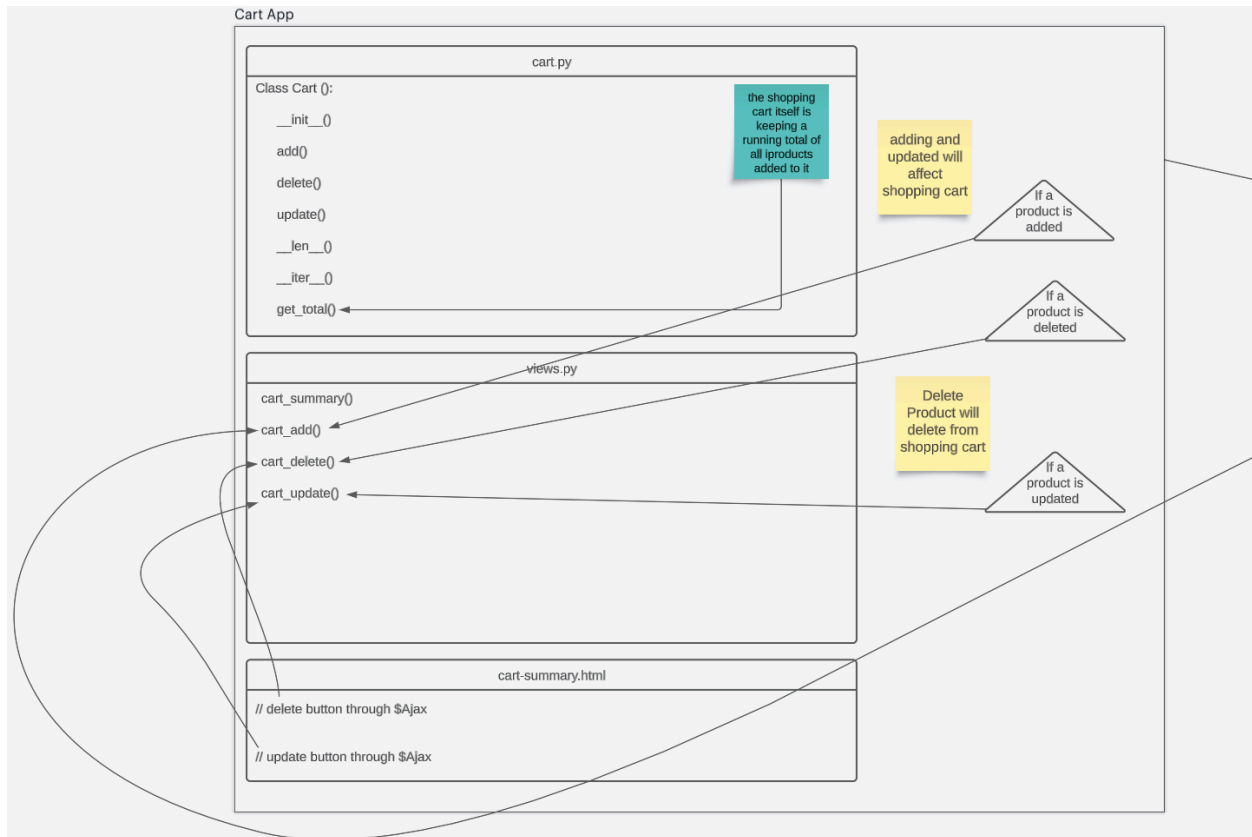 Cart App
cart.py
Class Cart ():
__init__()
add()
delete()
update()
__len__()
__iter__()
get_total()
the shopping
cart itself is
keeping a
running total of
all iproducts
added to it
adding and
updated will
affect
shopping cart
If a
product is
added
If a
product is
deleted
views.py
cart_summary()
cart_add()
cart_delete()
cart_update()
Delete
Product will
delete from
shopping cart
If a
product is
updated
cart-summary.html
// delete button through $Ajax
// update button through $Ajax